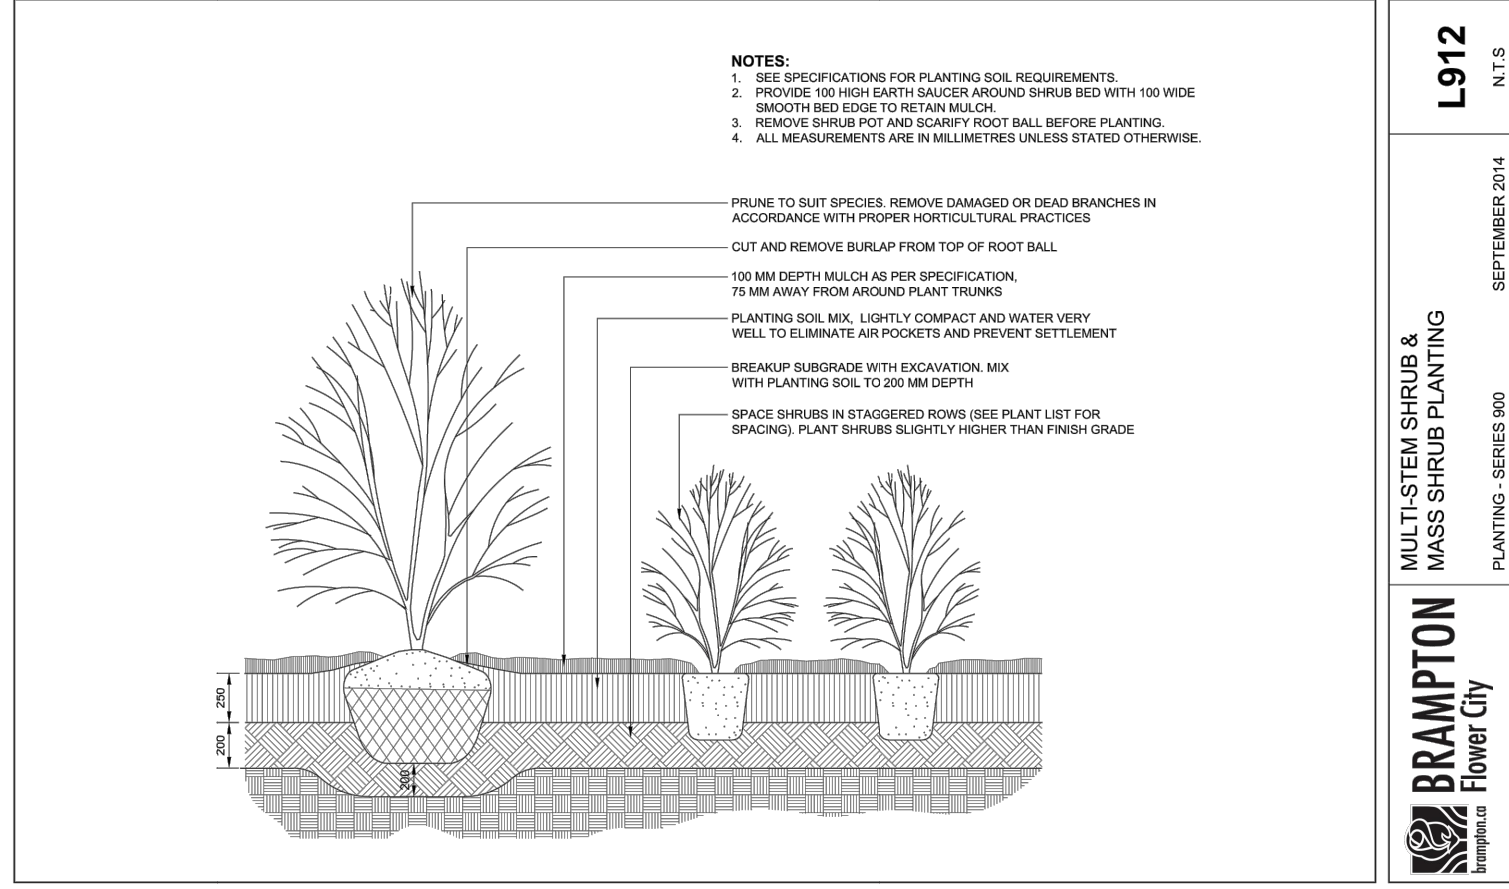 NOTES:
1. SEE SPECIFICATIONS FOR PLANTING SOIL REQUIREMENTS.
2. PROVIDE 100 HIGH EARTH SAUCER AROUND SHRUB BED WITH 100 WIDE
SMOOTH BED EDGE TO RETAIN MULCH.
3. REMOVE SHRUB POT AND SCARIFY ROOT BALL BEFORE PLANTING.
4. ALL MEASUREMENTS ARE IN MILLIMETRES UNLESS STATED OTHERWISE.
PRUNE TO SUIT SPECIES. REMOVE DAMAGED OR DEAD BRANCHES IN
ACCORDANCE WITH PROPER HORTICULTURAL PRACTICES
CUT AND REMOVE BURLAP FROM TOP OF ROOT BALL
100 MM DEPTH MULCH AS PER SPECIFICATION,
75 MM AWAY FROM AROUND PLANT TRUNKS
PLANTING SOIL MIX, LIGHTLY COMPACT AND WATER VERY
WELL TO ELIMINATE AIR POCKETS AND PREVENT SETTLEMENT
BREAKUP SUBGRADE WITH EXCAVATION. MIX
WITH PLANTING SOIL TO 200 MM DEPTH
SPACE SHRUBS IN STAGGERED ROWS (SEE PLANT LIST FOR
SPACING). PLANT SHRUBS SLIGHTLY HIGHER THAN FINISH GRADE
250
200
200
L912
N.T.S
MULTI-STEM SHRUB &
MASS SHRUB PLANTING
PLANTING - SERIES 900
SEPTEMBER 2014
BRAMPTON
Flower City
brampton.ca